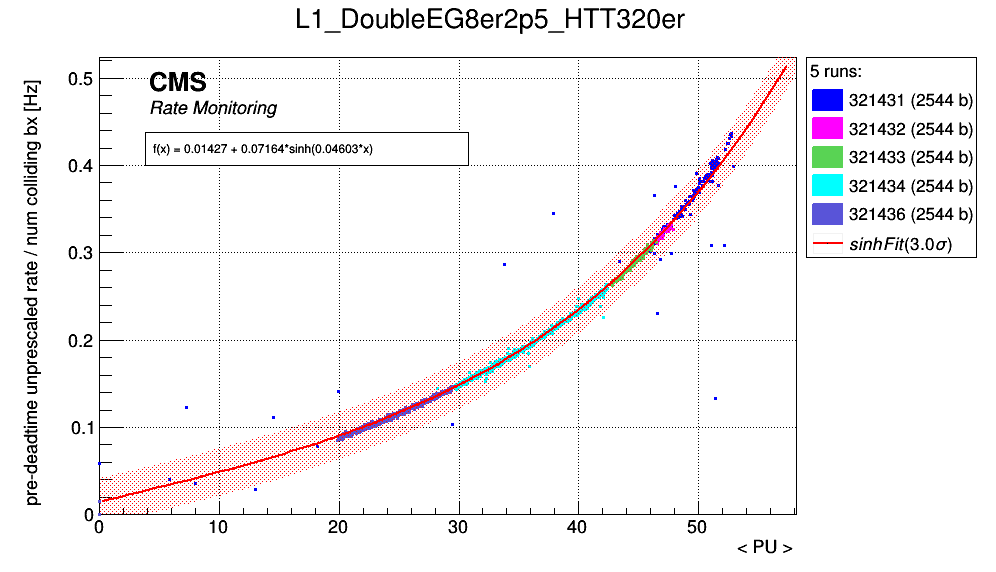 L1_DoubleEG8er2p5_HTT320er
pre-deadtime unprescaled rate / num colliding bx [Hz]
CMS
Rate Monitoring
f(x) = 0.01427 + 0.07164*sinh(0.04603*x)
0.5
0.4
0.3
0.2
0.1
0
0 10 20 30 40 50
< PU >
5 runs:
321431 (2544 b)
321432 (2544 b)
321433 (2544 b)
321434 (2544 b)
321436 (2544 b)
sinhFit(3.0σ)